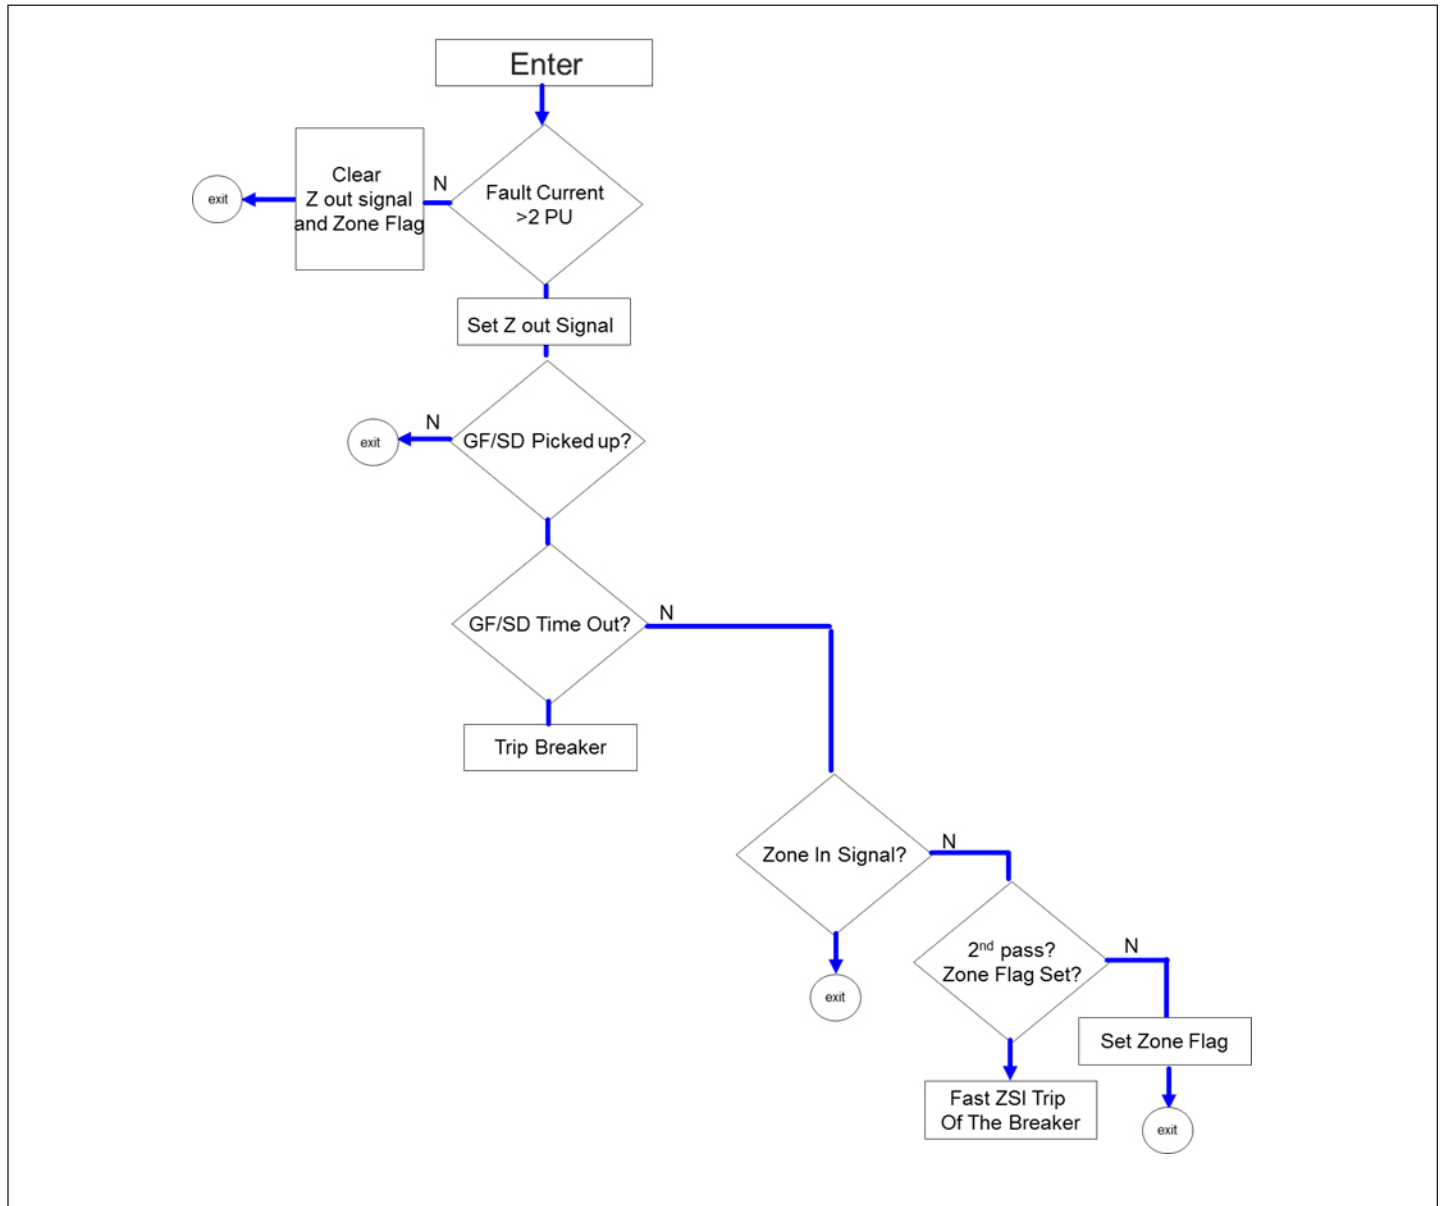 Enter
Clear
Z out signal
and Zone Flag
exit
N
Fault Current
>2 PU
Set Z out Signal
N
exit
GF/SD Picked up?
GF/SD Time Out?
N
Trip Breaker
Zone In Signal?
N
exit
2nd pass?
Zone Flag Set?
N
Set Zone Flag
Fast ZSI Trip
Of The Breaker
exit